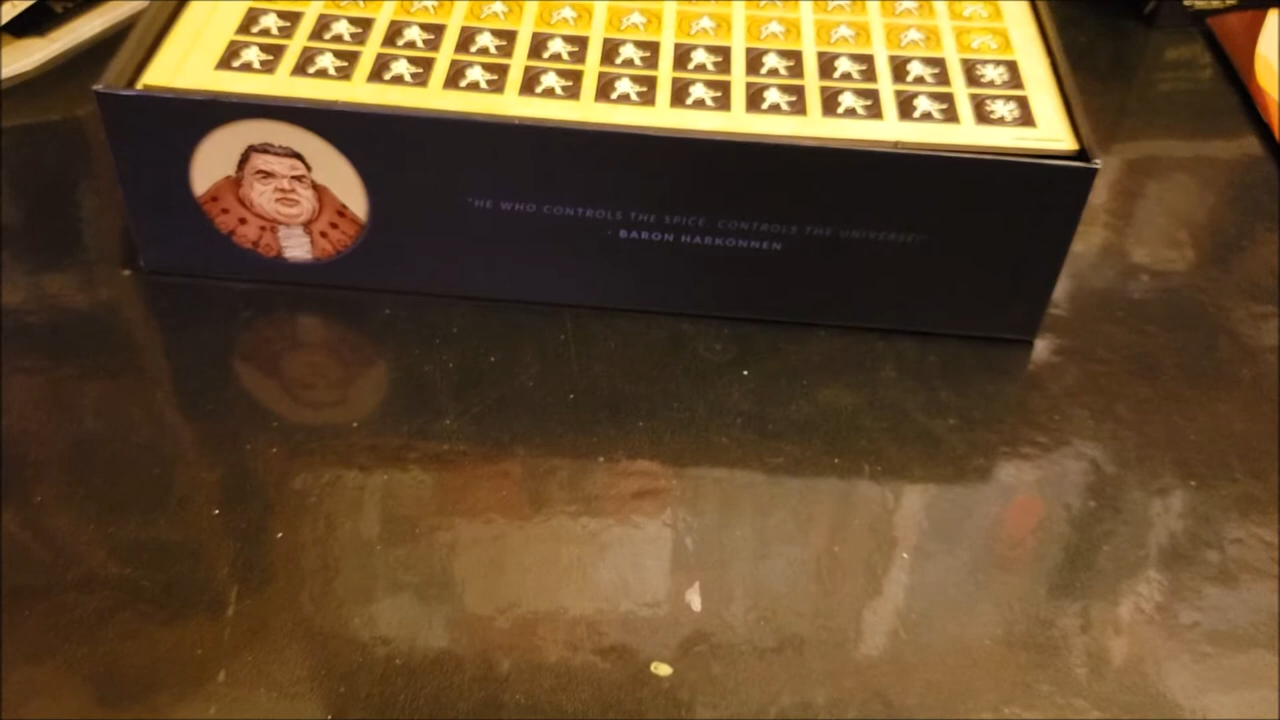 "HE WHO CONTROLS THE SPICE, CONTROLS THE UNIVERSE!"
- BARON HARKONNEN